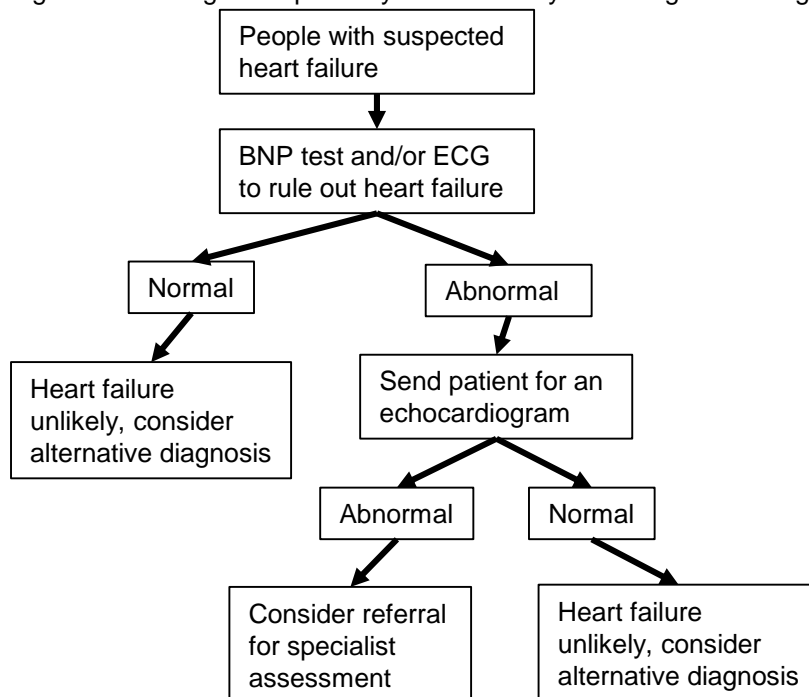 People with suspected
heart failure
BNP test and/or ECG
to rule out heart failure
Normal
Abnormal
Heart failure
unlikely, consider
alternative diagnosis
Send patient for an
echocardiogram
Abnormal
Normal
Consider referral
for specialist
assessment
Heart failure
unlikely, consider
alternative diagnosis